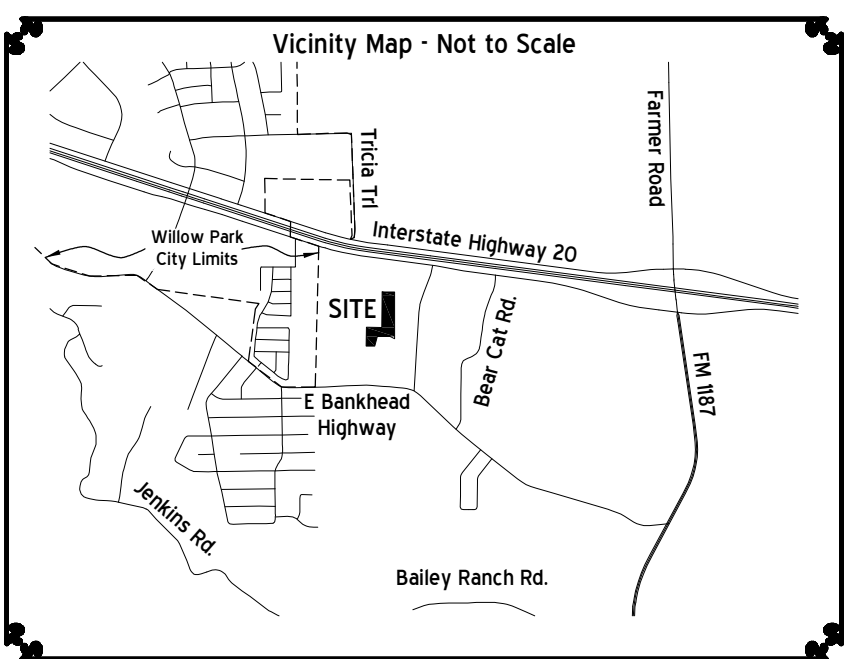 Vicinity Map - Not to Scale
Farmer Road
Tricia Trl
Interstate Highway 20
Willow Park
City Limits
SITE
Bear Cat Rd.
FM 1187
E Bankhead
Highway
Jenkins Rd.
Bailey Ranch Rd.